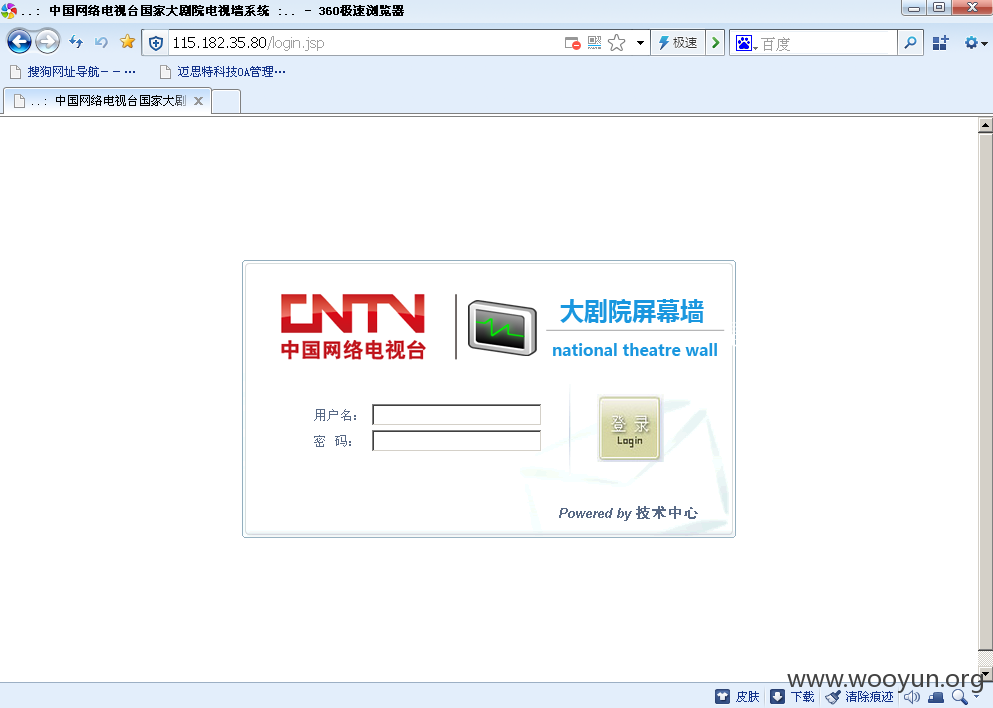 ..: 中国网络电视台国家大剧院电视墙系统 :.. - 360极速浏览器
115.182.35.80/login.jsp
极速
百度
搜狗网址导航--…
迈思特科技OA管理…
..: 中国网络电视台国家大剧
CNTN
中国网络电视台
大剧院屏幕墙
national theatre wall
用户名:
密 码:
登 录
Login
Powered by 技术中心
www.wooyun.org
皮肤
下载
清除痕迹